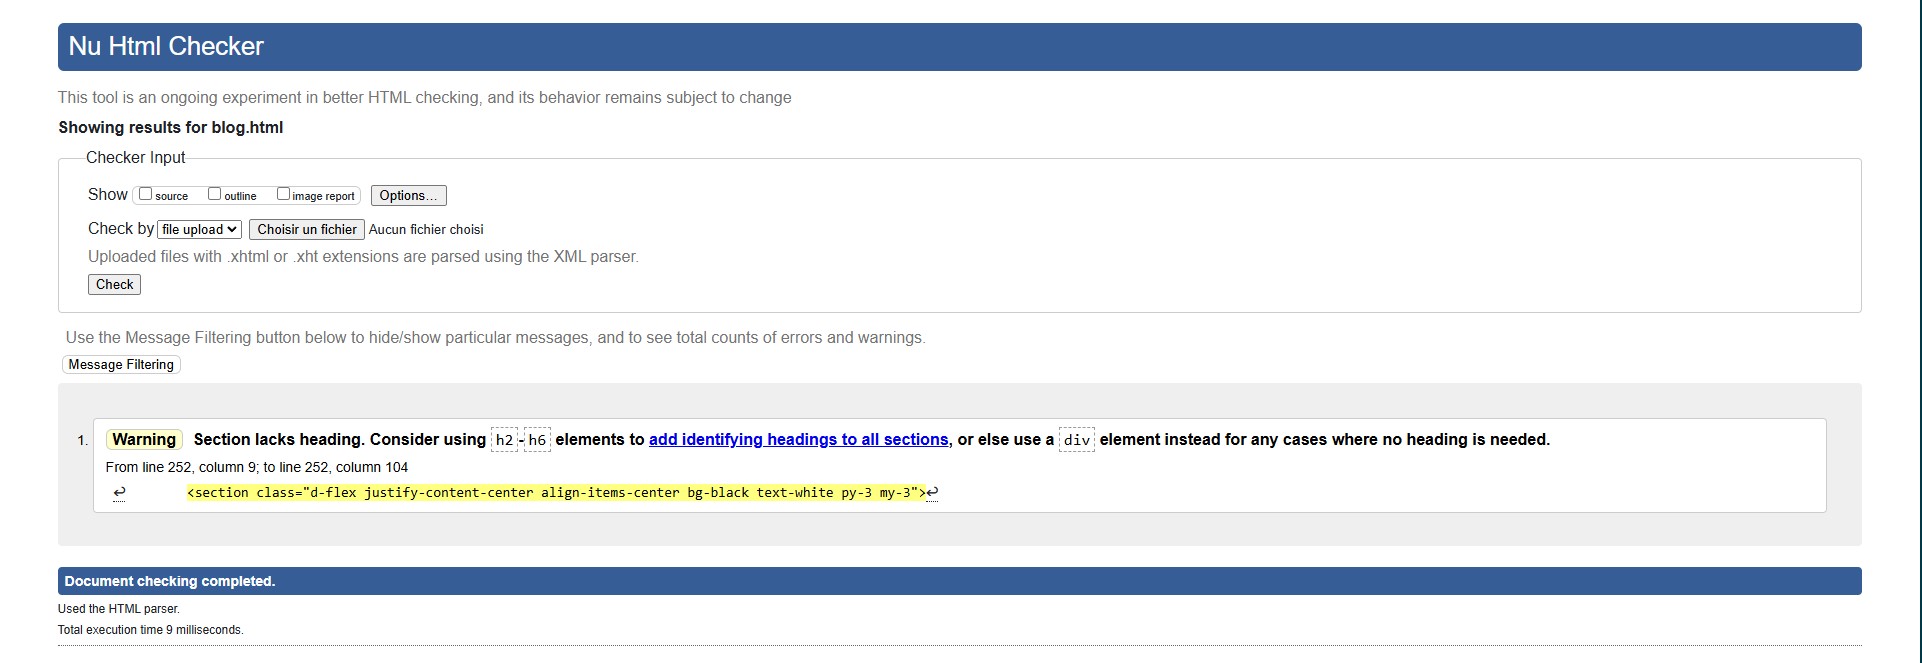 Nu Html Checker
This tool is an ongoing experiment in better HTML checking, and its behavior remains subject to change
Showing results for blog.html
Checker Input
Show source outline image report Options...
Check by file upload Choisir un fichier Aucun fichier choisi
Uploaded files with .xhtml or .xht extensions are parsed using the XML parser.
Check
Use the Message Filtering button below to hide/show particular messages, and to see total counts of errors and warnings.
Message Filtering
1. Warning Section lacks heading. Consider using h2-h6 elements to add identifying headings to all sections, or else use a div element instead for any cases where no heading is needed.
From line 252, column 9; to line 252, column 104
↩ <section class="d-flex justify-content-center align-items-center bg-black text-white py-3 my-3">↩
Document checking completed.
Used the HTML parser.
Total execution time 9 milliseconds.